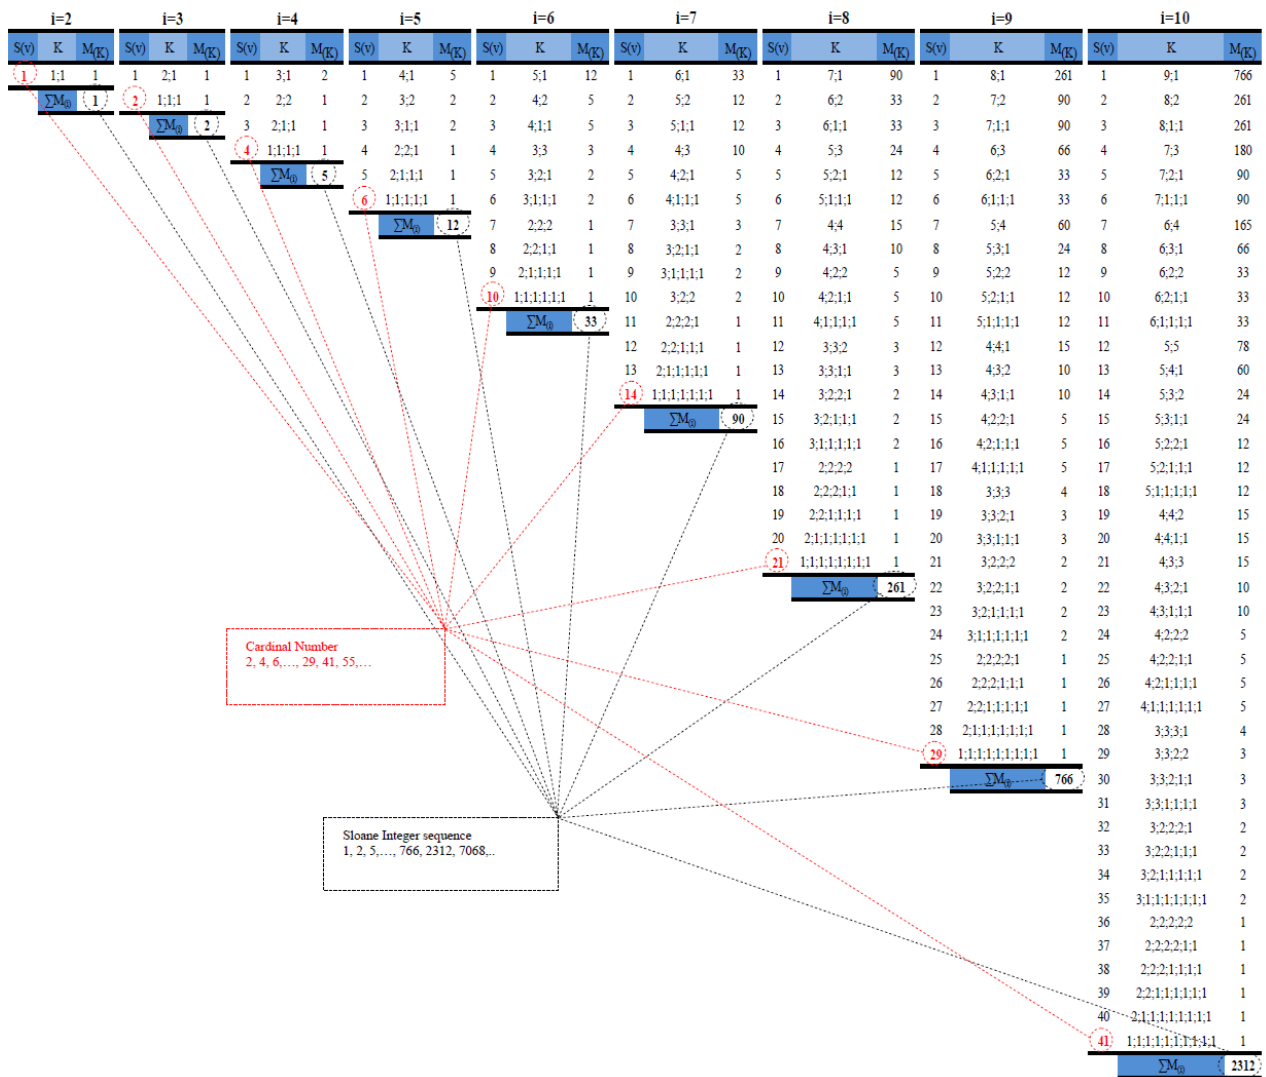 i=2 i=3 i=4 i=5 i=6 i=7 i=8 i=9 i=10
S(v) K M(K) S(v) K M(K) S(v) K M(K) S(v) K M(K) S(v) K M(K) S(v) K M(K) S(v) K M(K) S(v) K M(K) S(v) K M(K)
1 1;1 1 1 2;1 1 1 3;1 2 1 4;1 5 1 5;1 12 1 6;1 33 1 7;1 90 1 8;1 261 1 9;1 766
∑M(i) 1 2 1;1;1 1 2 2;2 1 2 3;2 2 2 4;2 5 2 5;2 12 2 6;2 33 2 7;2 90 2 8;2 261
∑M(i) 2 3 2;1;1 1 3 3;1;1 2 3 4;1;1 5 3 5;1;1 12 3 6;1;1 33 3 7;1;1 90 3 8;1;1 261
4 1;1;1;1 1 4 2;2;1 1 4 3;3 3 4 4;3 10 4 5;3 24 4 6;3 66 4 7;3 180
∑M(i) 5 5 2;1;1;1 1 5 3;2;1 2 5 4;2;1 5 5 5;2;1 12 5 6;2;1 33 5 7;2;1 90
6 1;1;1;1;1 1 6 3;1;1;1 2 6 4;1;1;1 5 6 5;1;1;1 12 6 6;1;1;1 33 6 7;1;1;1 90
∑M(i) 12 7 2;2;2 1 7 3;3;1 3 7 4;4 15 7 5;4 60 7 6;4 165
8 2;2;1;1 1 8 3;2;1;1 2 8 4;3;1 10 8 5;3;1 24 8 6;3;1 66
9 2;1;1;1;1 1 9 3;1;1;1;1 2 9 4;2;2 5 9 5;2;2 12 9 6;2;2 33
10 1;1;1;1;1;1 1 10 3;2;2 2 10 4;2;1;1 5 10 5;2;1;1 12 10 6;2;1;1 33
∑M(i) 33 11 2;2;2;1 1 11 4;1;1;1;1 5 11 5;1;1;1;1 12 11 6;1;1;1;1 33
12 2;2;1;1;1 1 12 3;3;2 3 12 4;4;1 15 12 5;5 78
13 2;1;1;1;1;1 1 13 3;3;1;1 3 13 4;3;2 10 13 5;4;1 60
14 1;1;1;1;1;1;1 1 14 3;2;2;1 2 14 4;3;1;1 10 14 5;3;2 24
∑M(i) 90 15 3;2;1;1;1 2 15 4;2;2;1 5 15 5;3;1;1 24
16 3;1;1;1;1;1 2 16 4;2;1;1;1 5 16 5;2;2;1 12
17 2;2;2;2 1 17 4;1;1;1;1;1 5 17 5;2;1;1;1 12
18 2;2;2;1;1 1 18 3;3;3 4 18 5;1;1;1;1;1 12
19 2;2;1;1;1;1 1 19 3;3;2;1 3 19 4;4;2 15
20 2;1;1;1;1;1;1 1 20 3;3;1;1;1 3 20 4;4;1;1 15
21 1;1;1;1;1;1;1;1 1 21 3;2;2;2 2 21 4;3;3 15
∑M(i) 261 22 3;2;2;1;1 2 22 4;3;2;1 10
23 3;2;1;1;1;1 2 23 4;3;1;1;1 10
24 3;1;1;1;1;1;1 2 24 4;2;2;2 5
25 2;2;2;2;1 1 25 4;2;2;1;1 5
26 2;2;2;1;1;1 1 26 4;2;1;1;1;1 5
27 2;2;1;1;1;1;1 1 27 4;1;1;1;1;1;1 5
28 2;1;1;1;1;1;1;1 1 28 3;3;3;1 4
29 1;1;1;1;1;1;1;1;1 1 29 3;3;2;2 3
∑M(i) 766 30 3;3;2;1;1 3
31 3;3;1;1;1;1 3
32 3;2;2;2;1 2
33 3;2;2;1;1;1 2
34 3;2;1;1;1;1;1 2
35 3;1;1;1;1;1;1;1 2
36 2;2;2;2;2 1
37 2;2;2;2;1;1 1
38 2;2;2;1;1;1;1 1
39 2;2;1;1;1;1;1;1 1
40 2;1;1;1;1;1;1;1;1 1
41 1;1;1;1;1;1;1;1;1;1 1
∑M(i) 2312
Cardinal Number
2, 4, 6,..., 29, 41, 55,...
Sloane Integer sequence
1, 2, 5,..., 766, 2312, 7068,..